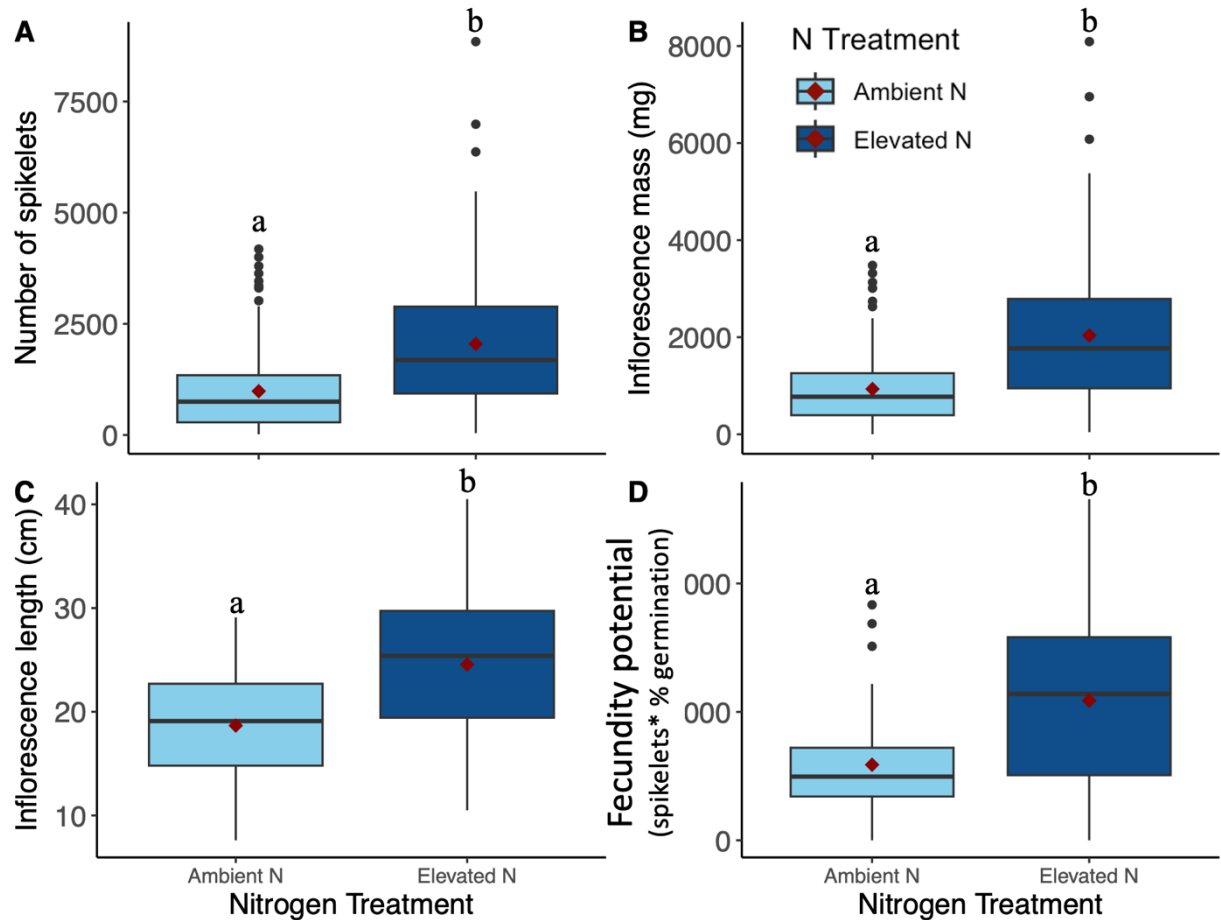 A
Number of spikelets
7500
5000
2500
0
a
b
B
Inflorescence mass (mg)
8000
6000
4000
2000
0
N Treatment
Ambient N
Elevated N
a
b
C
Inflorescence length (cm)
40
30
20
10
a
b
Ambient N
Elevated N
Nitrogen Treatment
D
Fecundity potential
(spikelets* % germination)
000
000
0
a
b
Ambient N
Elevated N
Nitrogen Treatment